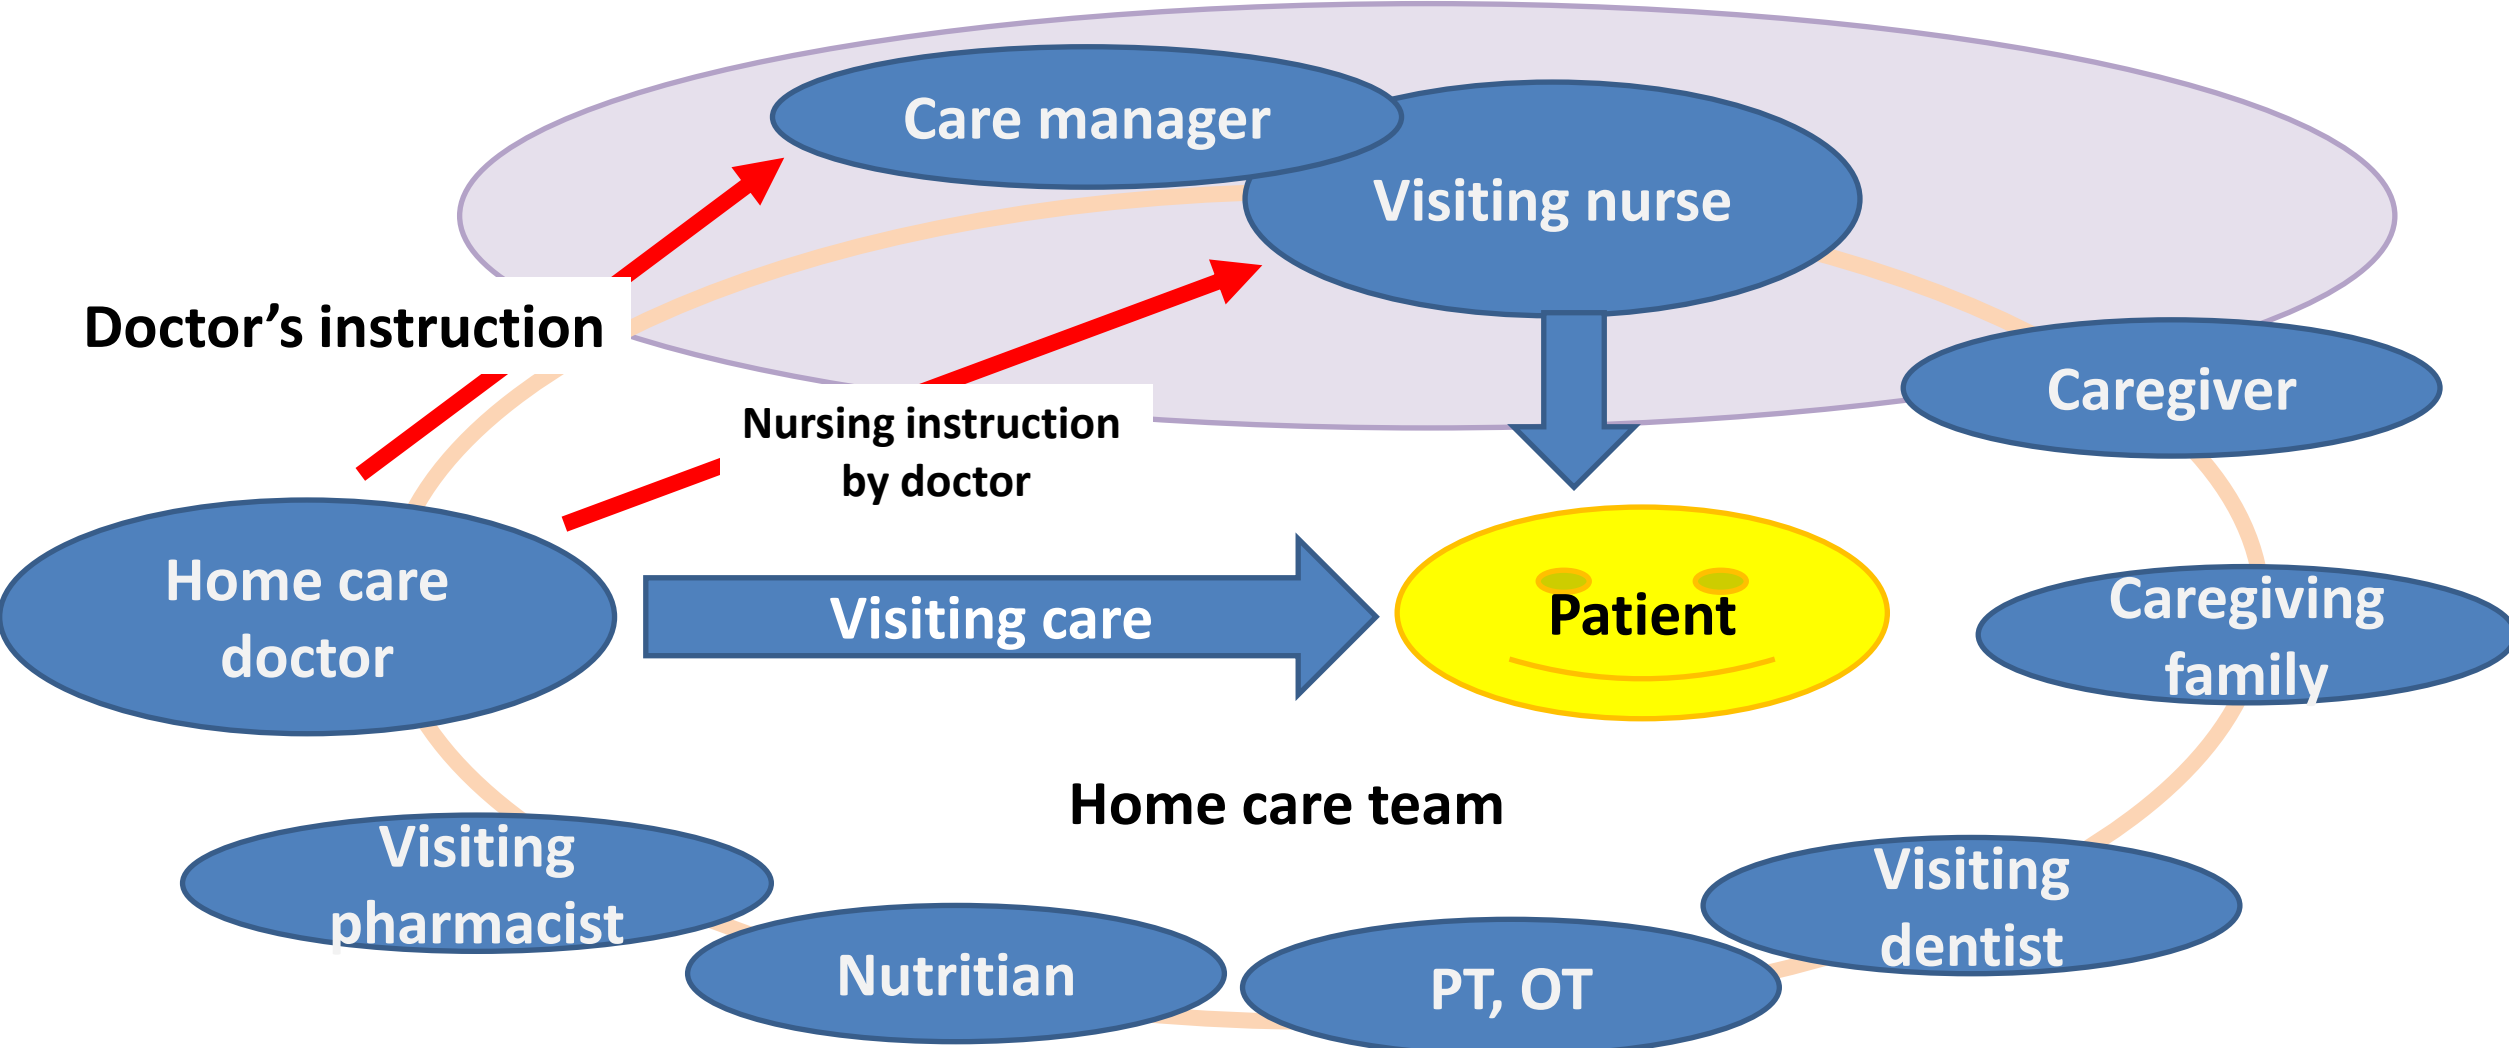 Care manager
Visiting nurse
Doctor’s instruction
Caregiver
Nursing instruction
by doctor
Home care
doctor
Visiting care
Patient
Caregiving
family
Home care team
Visiting
pharmacist
Visiting
dentist
Nutritian
PT, OT